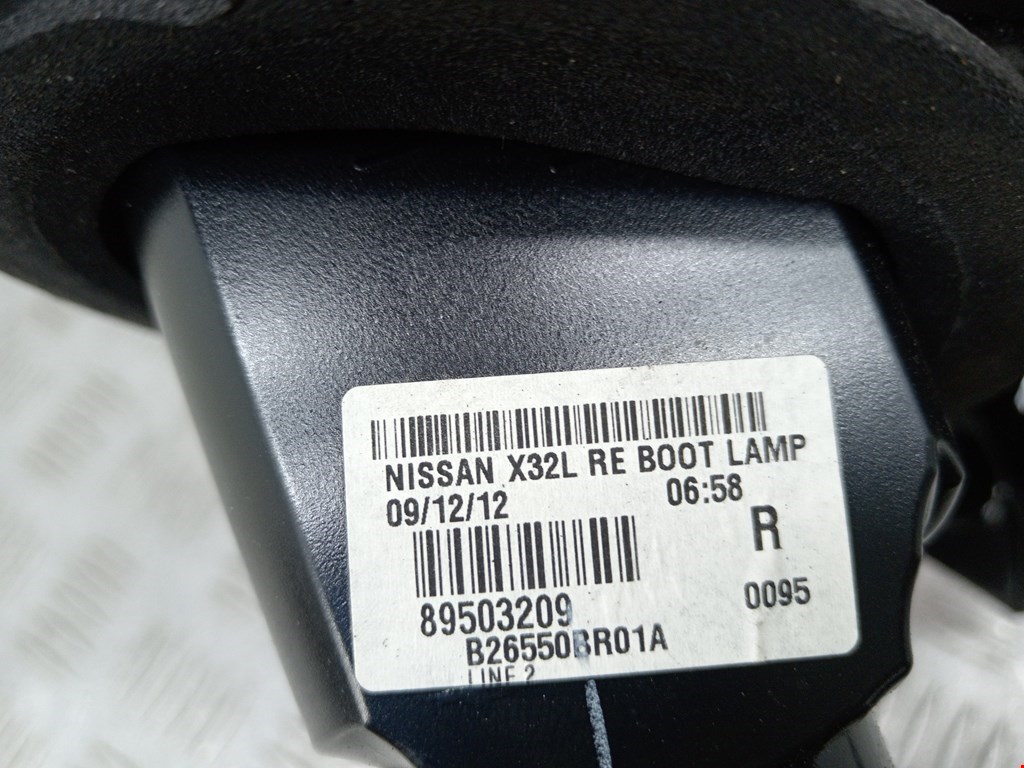 NISSAN X32L RE BOOT LAMP
09/12/12 06:58
R
89503209 0095
B26550BR01A
LINE 2